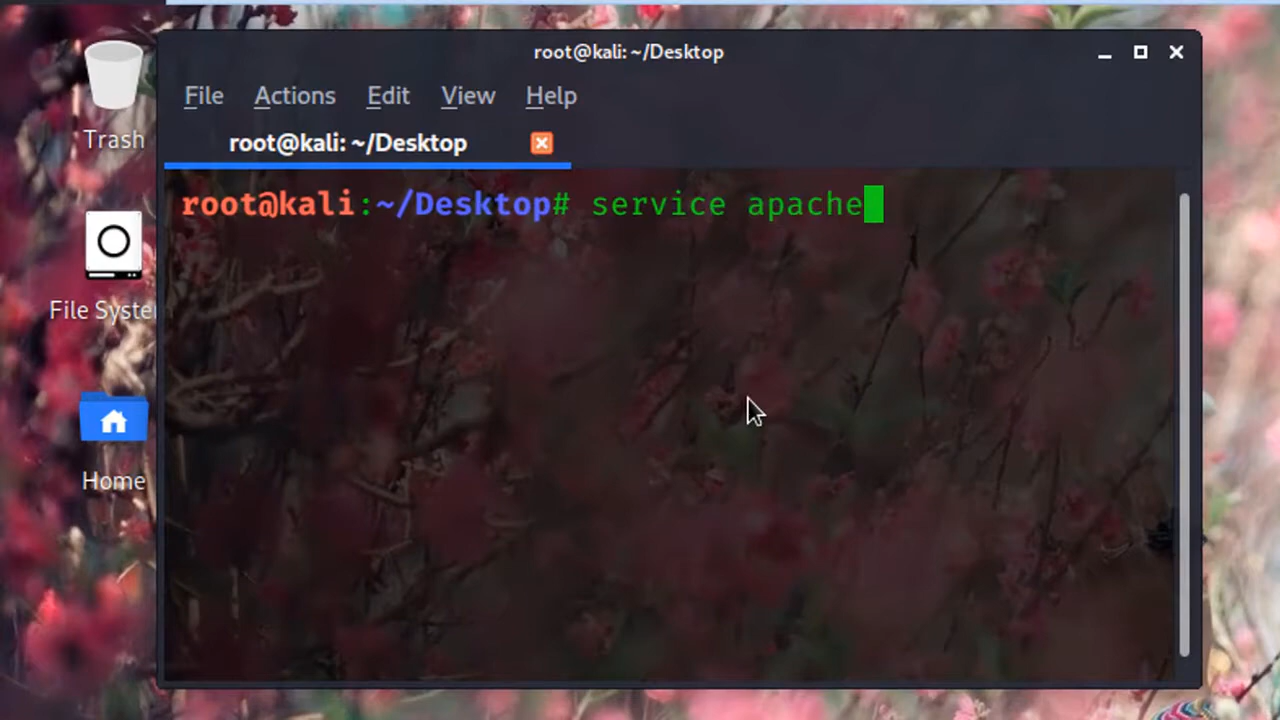 root@kali: ~/Desktop
File Actions Edit View Help
root@kali: ~/Desktop
root@kali:~/Desktop# service apache
Trash
File Syste
Home